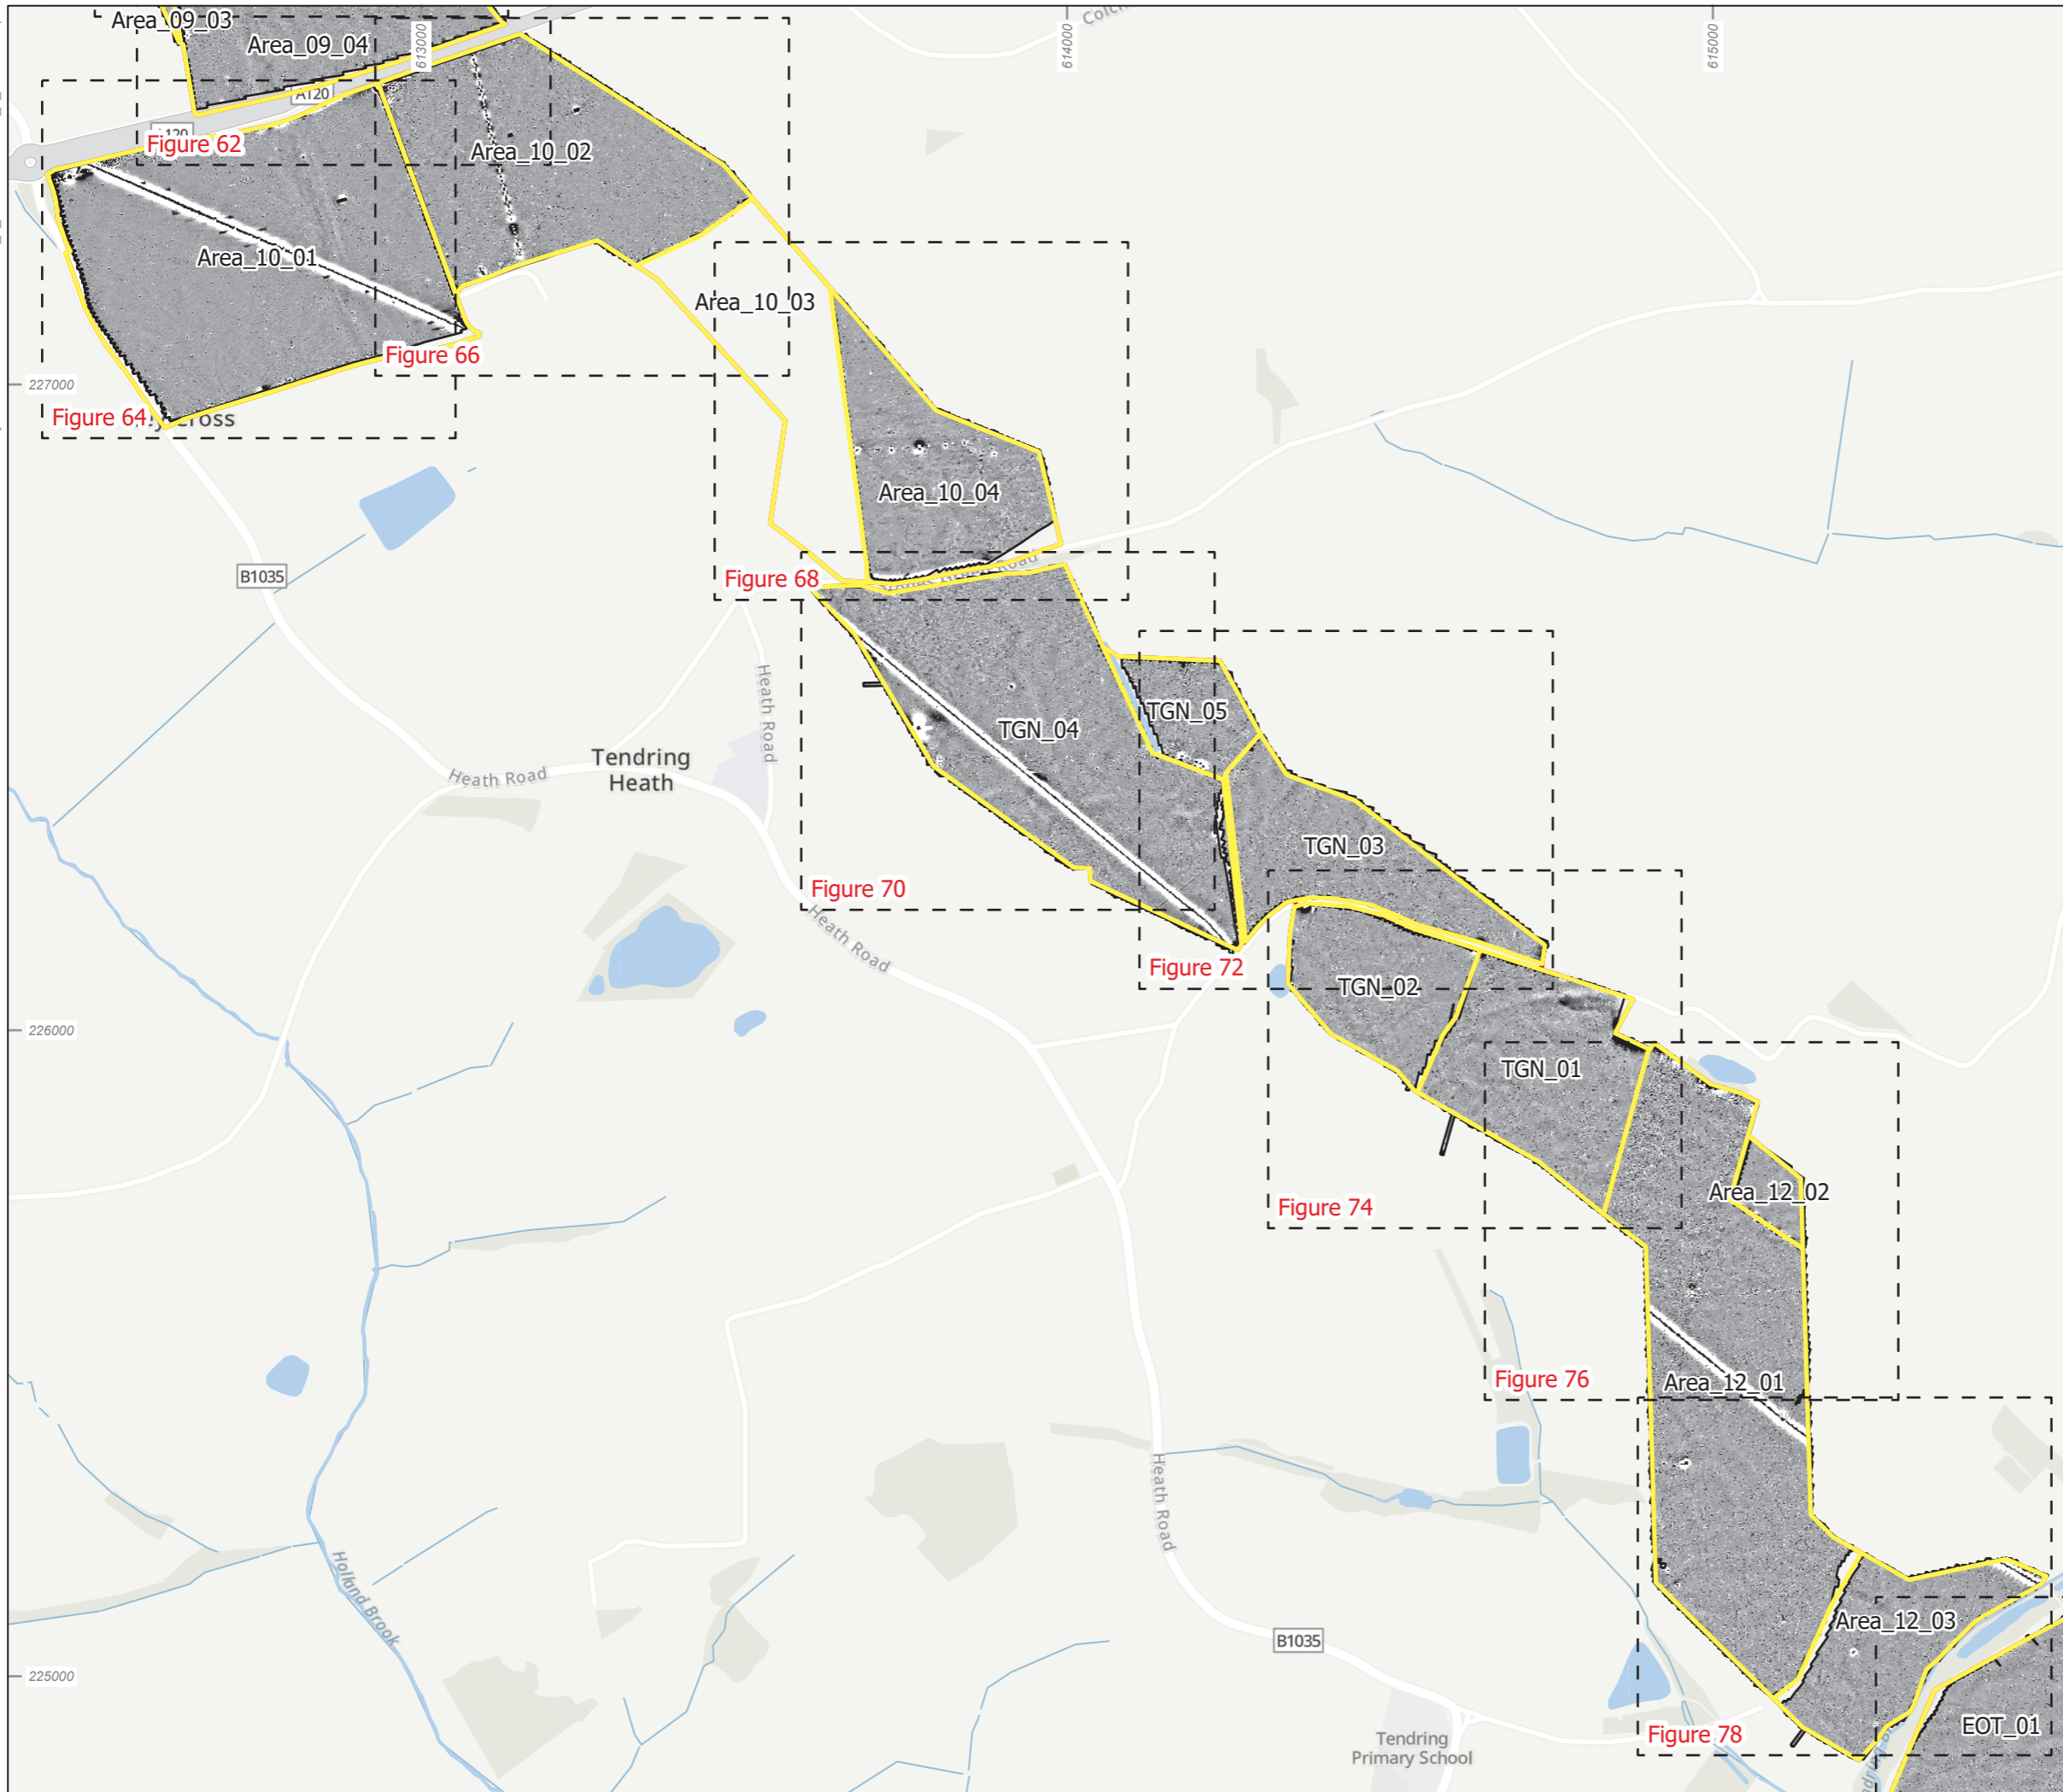 Area_09_03
Area_09_04
613000
614000
615000
A120
Figure 62
Area_10_02
Area_10_01
Area_10_03
Figure 66
227000
Figure 64
Area_10_04
B1035
Figure 68
Road
Heath Road
TGN_05
TGN_04
Tendring
Heath
Heath Road
TGN_03
Figure 70
Heath Road
Figure 72
TGN_02
226000
TGN_01
Area_12_02
Figure 74
Figure 76
Area_12_01
Heath Road
Holland Brook
Area_12_03
B1035
225000
Figure 78
EOT_01
Tendring
Primary School